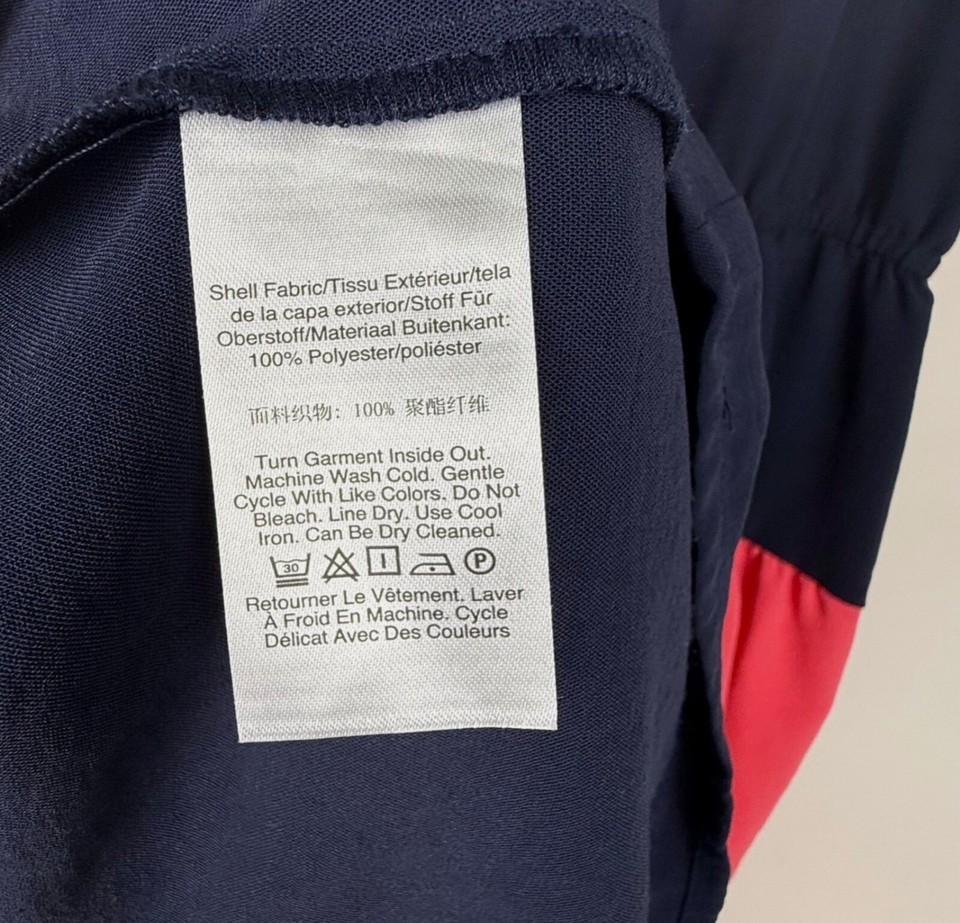 Shell Fabric/Tissu Extérieur/tela
de la capa exterior/Stoff Für
Oberstoff/Materiaal Buitenkant:
100% Polyester/poliéster
面料织物: 100% 聚酯纤维
Turn Garment Inside Out.
Machine Wash Cold. Gentle
Cycle With Like Colors. Do Not
Bleach. Line Dry. Use Cool
Iron. Can Be Dry Cleaned.
30 P
Retourner Le Vêtement. Laver
À Froid En Machine. Cycle
Délicat Avec Des Couleurs